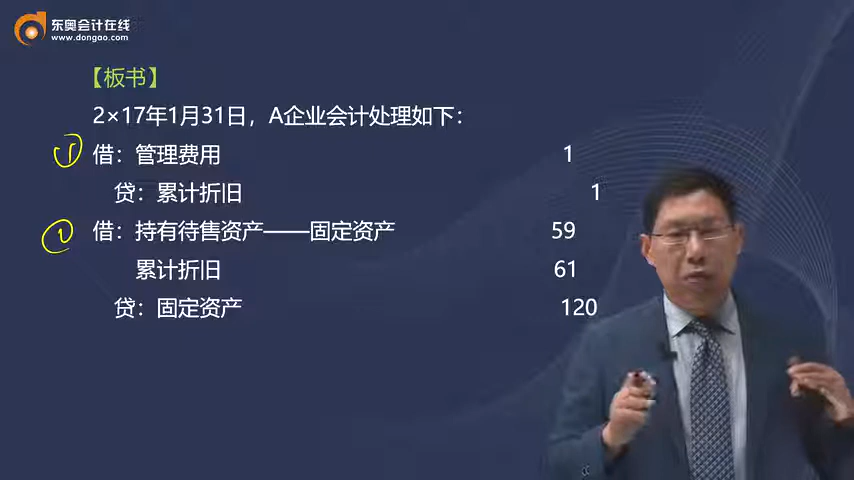 东奥会计在线
www.dongao.com
【板书】
2×17年1月31日，A企业会计处理如下：
① 借：管理费用 1
贷：累计折旧 1
借：持有待售资产——固定资产 59
累计折旧 61
贷：固定资产 120